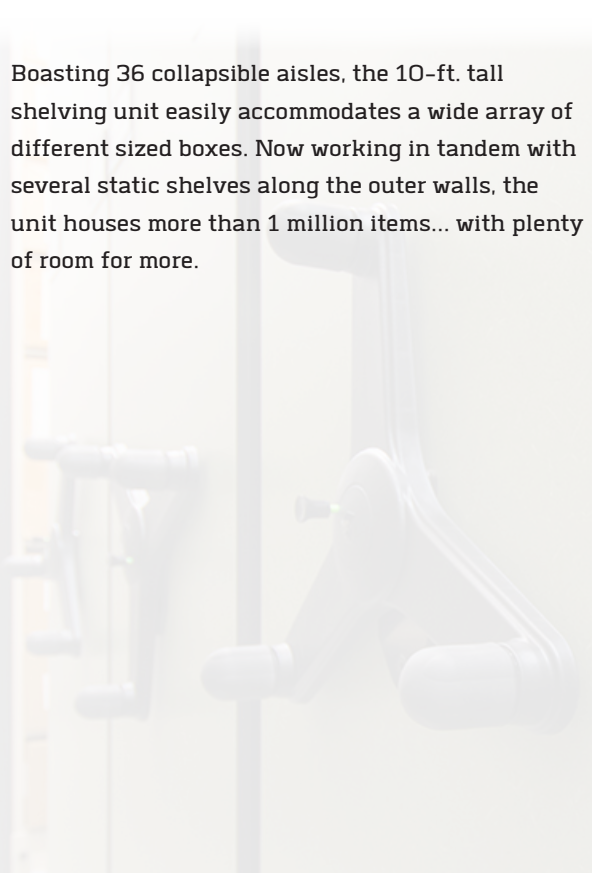 Boasting 36 collapsible aisles, the 10-ft. tall
shelving unit easily accommodates a wide array of
different sized boxes. Now working in tandem with
several static shelves along the outer walls, the
unit houses more than 1 million items... with plenty
of room for more.